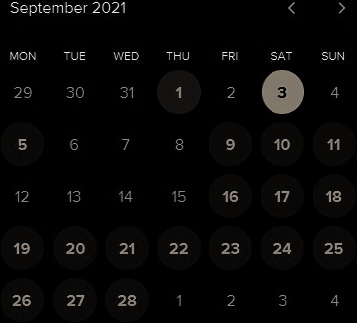 September 2021
MON TUE WED THU FRI SAT SUN
29 30 31 1 2 3 4
5 6 7 8 9 10 11
12 13 14 15 16 17 18
19 20 21 22 23 24 25
26 27 28 1 2 3 4